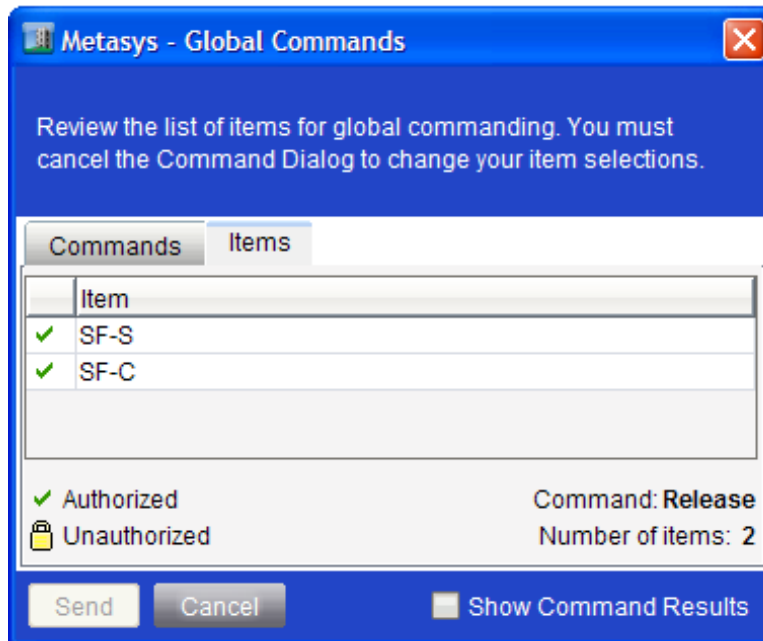 Metasys - Global Commands
Review the list of items for global commanding. You must
cancel the Command Dialog to change your item selections.
Commands Items
Item
SF-S
SF-C
Authorized Command: Release
Unauthorized Number of items: 2
Send Cancel Show Command Results